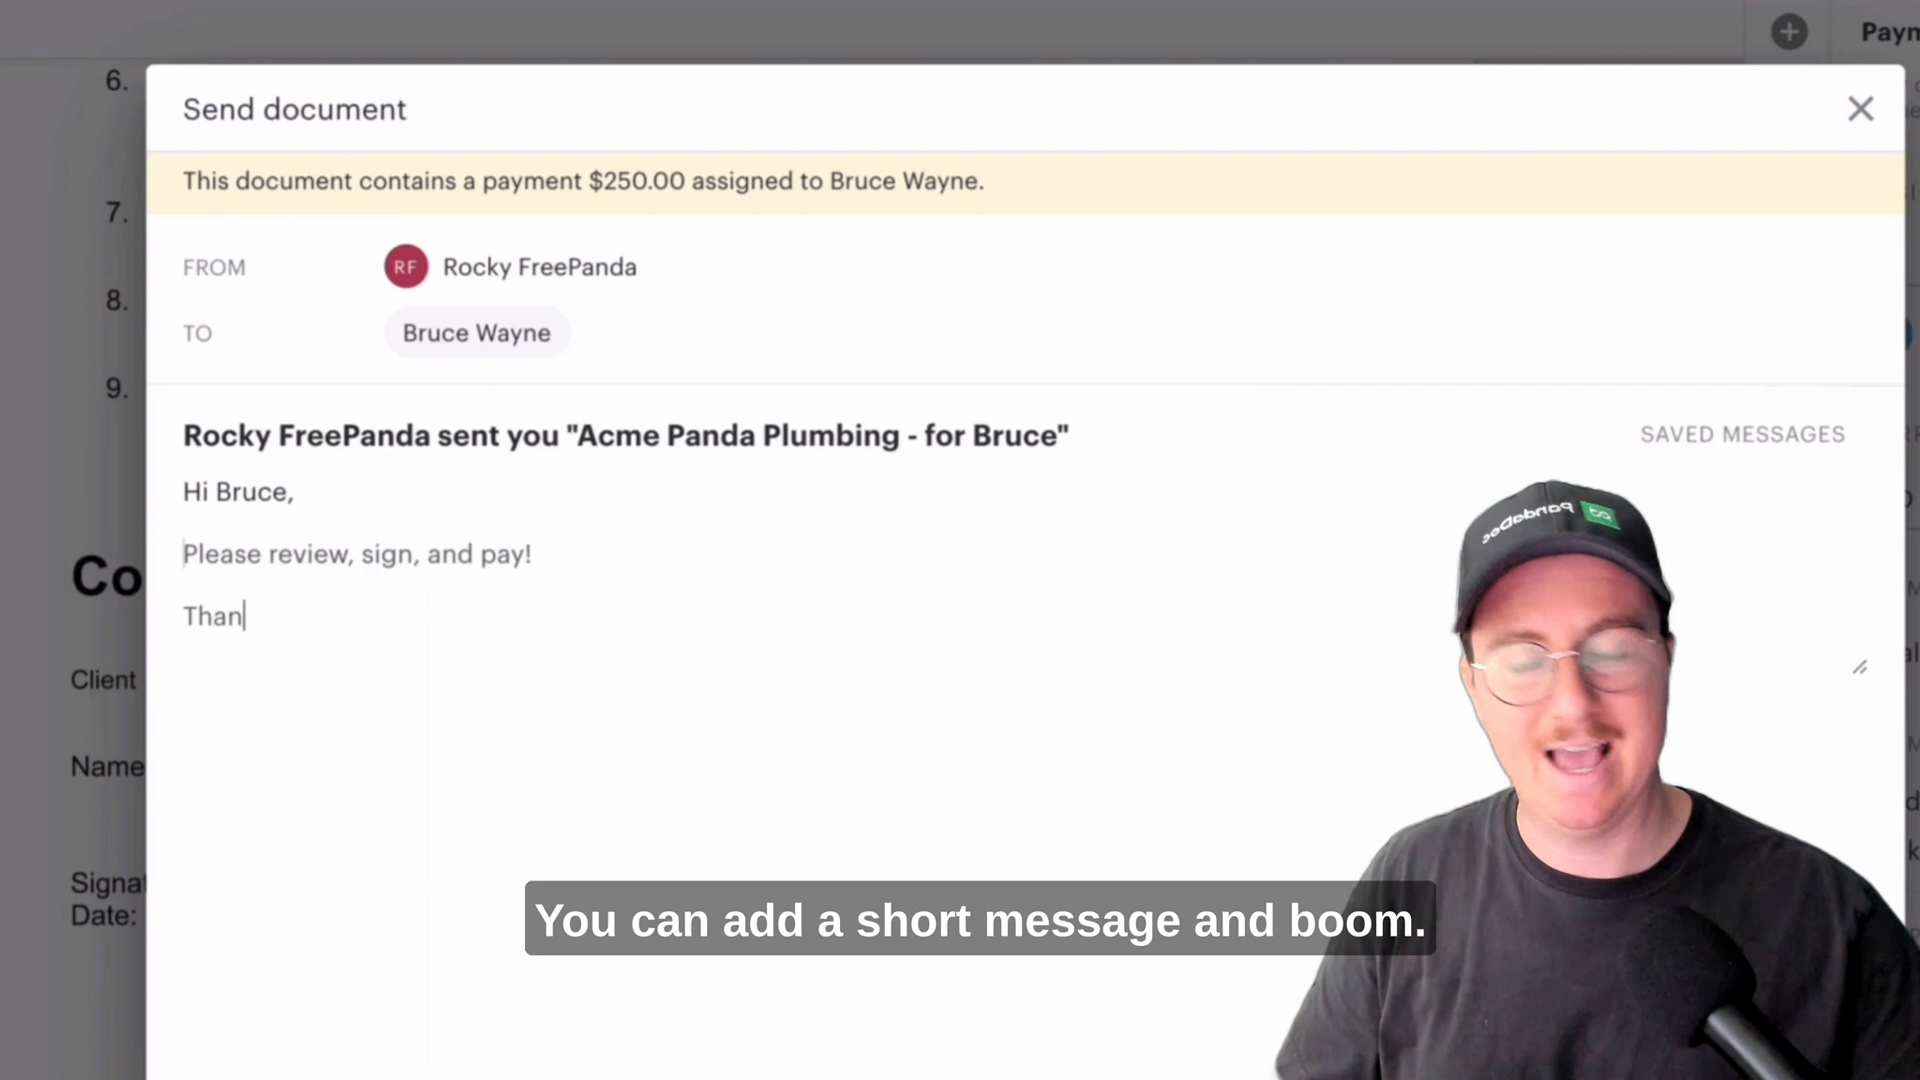 Paym
6.
Send document
This document contains a payment $250.00 assigned to Bruce Wayne.
7.
FROM RF Rocky FreePanda
8.
TO Bruce Wayne
9.
Rocky FreePanda sent you "Acme Panda Plumbing - for Bruce"
SAVED MESSAGES
Hi Bruce,
PandaDoc
Please review, sign, and pay!
Co
Than
Client
Name
Signat
Date:
You can add a short message and boom.